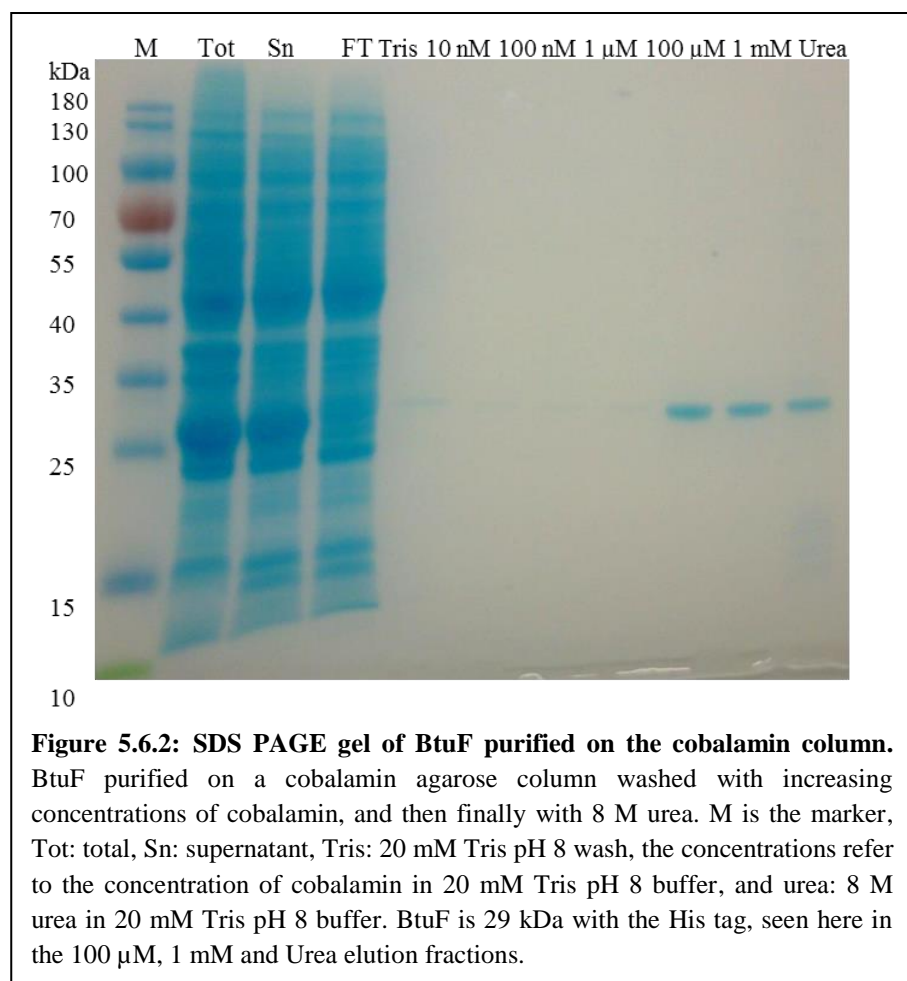 M Tot Sn FT Tris 10 nM 100 nM 1 µM 100 µM 1 mM Urea
kDa
180
130
100
70
55
40
35
25
15
10
Figure 5.6.2: SDS PAGE gel of BtuF purified on the cobalamin column.
BtuF purified on a cobalamin agarose column washed with increasing
concentrations of cobalamin, and then finally with 8 M urea. M is the marker,
Tot: total, Sn: supernatant, Tris: 20 mM Tris pH 8 wash, the concentrations refer
to the concentration of cobalamin in 20 mM Tris pH 8 buffer, and urea: 8 M
urea in 20 mM Tris pH 8 buffer. BtuF is 29 kDa with the His tag, seen here in
the 100 µM, 1 mM and Urea elution fractions.